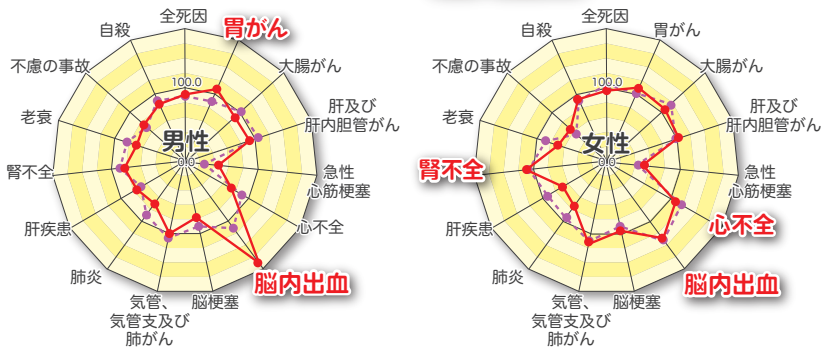 全死因
胃がん
大腸がん
肝及び
肝内胆管がん
急性
心筋梗塞
心不全
脳内出血
脳梗塞
気管、
気管支及び
肺がん
肺炎
肝疾患
腎不全
老衰
不慮の事故
自殺
100.0
男性
0.0
全死因
胃がん
大腸がん
肝及び
肝内胆管がん
急性
心筋梗塞
心不全
脳内出血
脳梗塞
気管、
気管支及び
肺がん
肺炎
肝疾患
腎不全
老衰
不慮の事故
自殺
100.0
女性
0.0